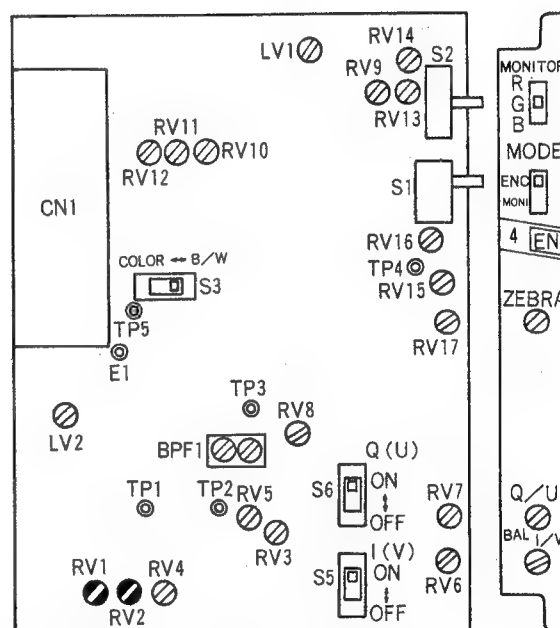 LV1
RV14
RV9
S2
RV13
RV11
RV12
RV10
CN1
S1
COLOR ↔ B/W
S3
TP5
E1
RV16
TP4
RV15
RV17
LV2
TP3
RV8
BPF1
Q(U)
ON
S6
OFF
TP1
TP2
RV5
RV3
RV7
I(V)
ON
S5
OFF
RV6
RV1
RV2
RV4
MONITOR
R
G
B
MODE
ENC
MONI
4 EN
ZEBRA
Q/U
BAL I/V